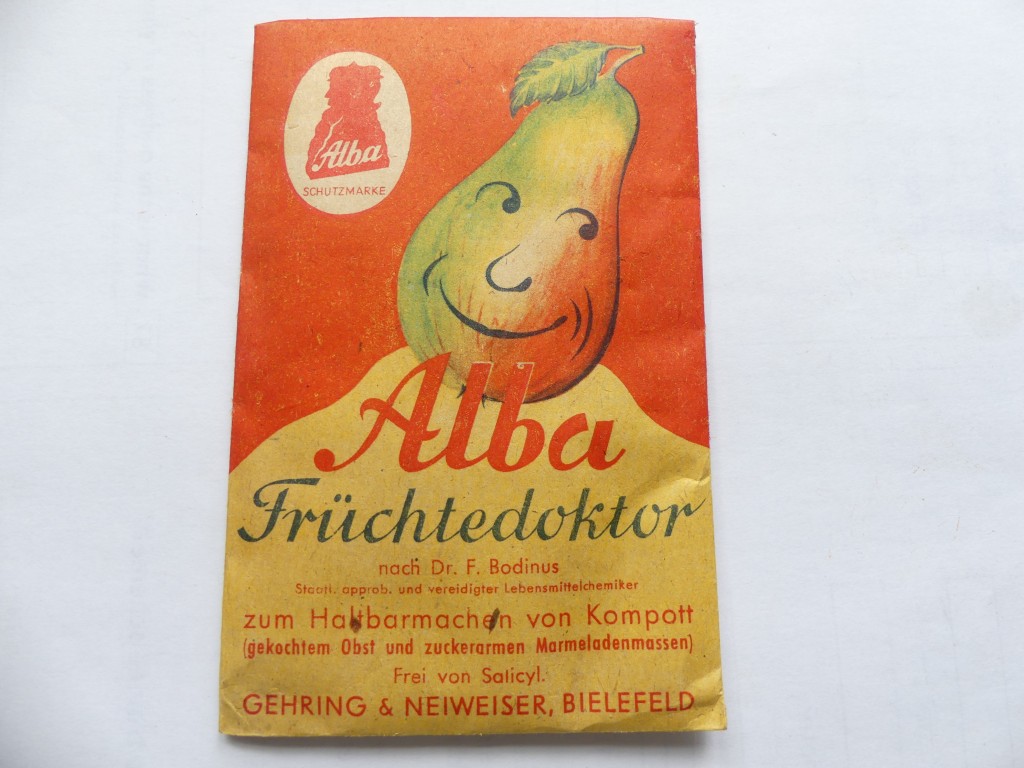 Alba
SCHUTZMARKE
Alba
Früchtedoktor
nach Dr. F. Bodinus
Staatl. approb. und vereidigter Lebensmittelchemiker
zum Haltbarmachen von Kompott
(gekochtem Obst und zuckerarmen Marmeladenmassen)
Frei von Salicyl.
GEHRING & NEIWEISER, BIELEFELD